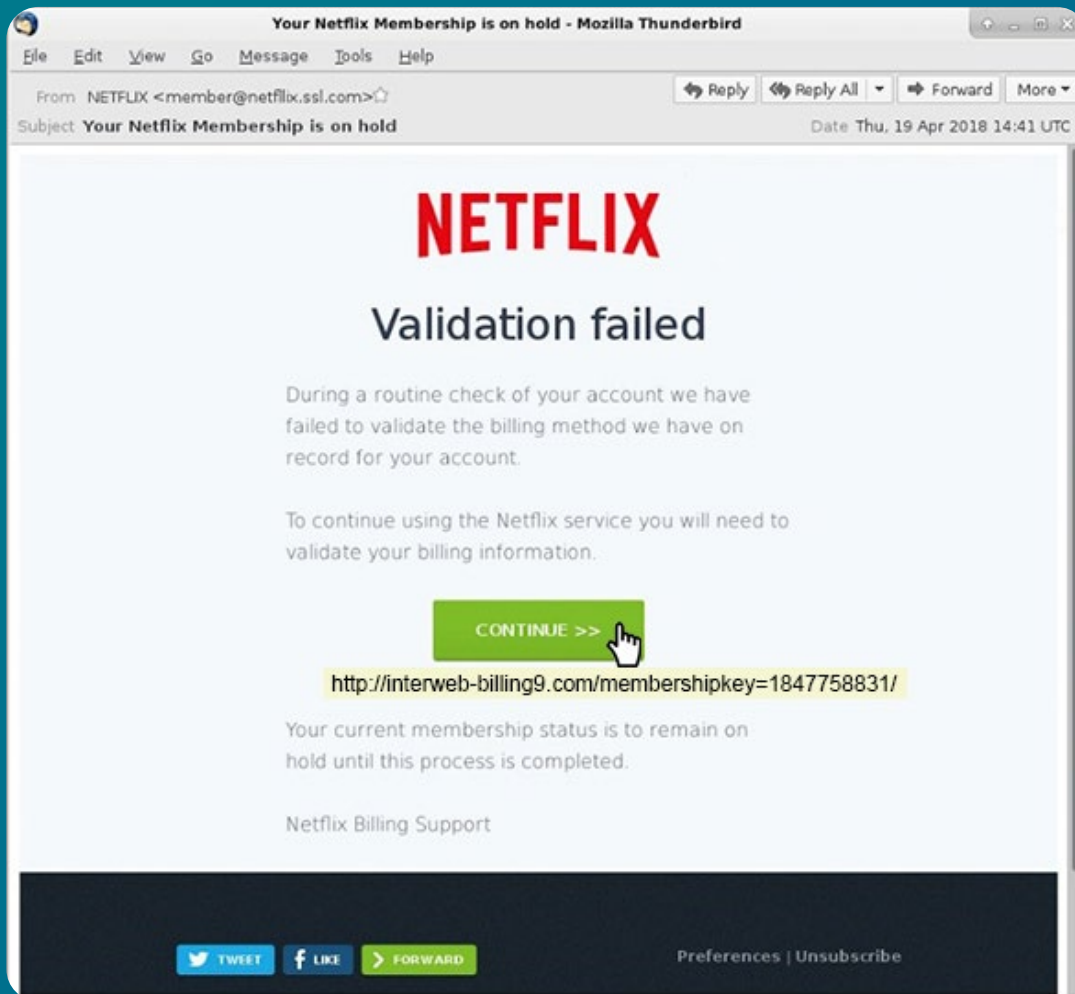 Your Netflix Membership is on hold - Mozilla Thunderbird
File Edit View Go Message Tools Help
From NETFLIX <member@netfllix.ssl.com> Reply Reply All Forward More
Subject Your Netflix Membership is on hold Date Thu, 19 Apr 2018 14:41 UTC
NETFLIX
Validation failed
During a routine check of your account we have
failed to validate the billing method we have on
record for your account.
To continue using the Netflix service you will need to
validate your billing information.
CONTINUE >>
http://interweb-billing9.com/membershipkey=1847758831/
Your current membership status is to remain on
hold until this process is completed.
Netflix Billing Support
TWEET LIKE FORWARD Preferences | Unsubscribe